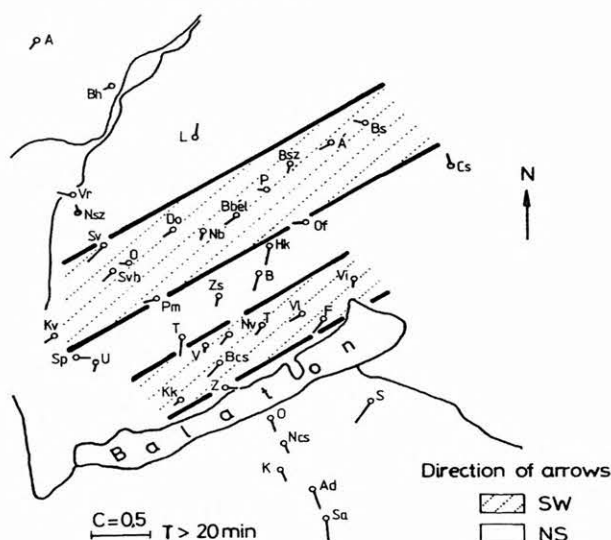 A
Bh
L
Bs
A
Bsz
Cs
Vr
P
N
Nsz
Bbél
Do
Of
Sv
Nb
Hk
O
Svh
B
Vi
Zs
Pm
Kv
T
Nv
T
Vl
F
Sp
U
V
Bcs
Kk
Z
Balaton
O
S
Ncs
K
Ad
Sa
Direction of arrows
SW
NS
C=0,5
T > 20 min